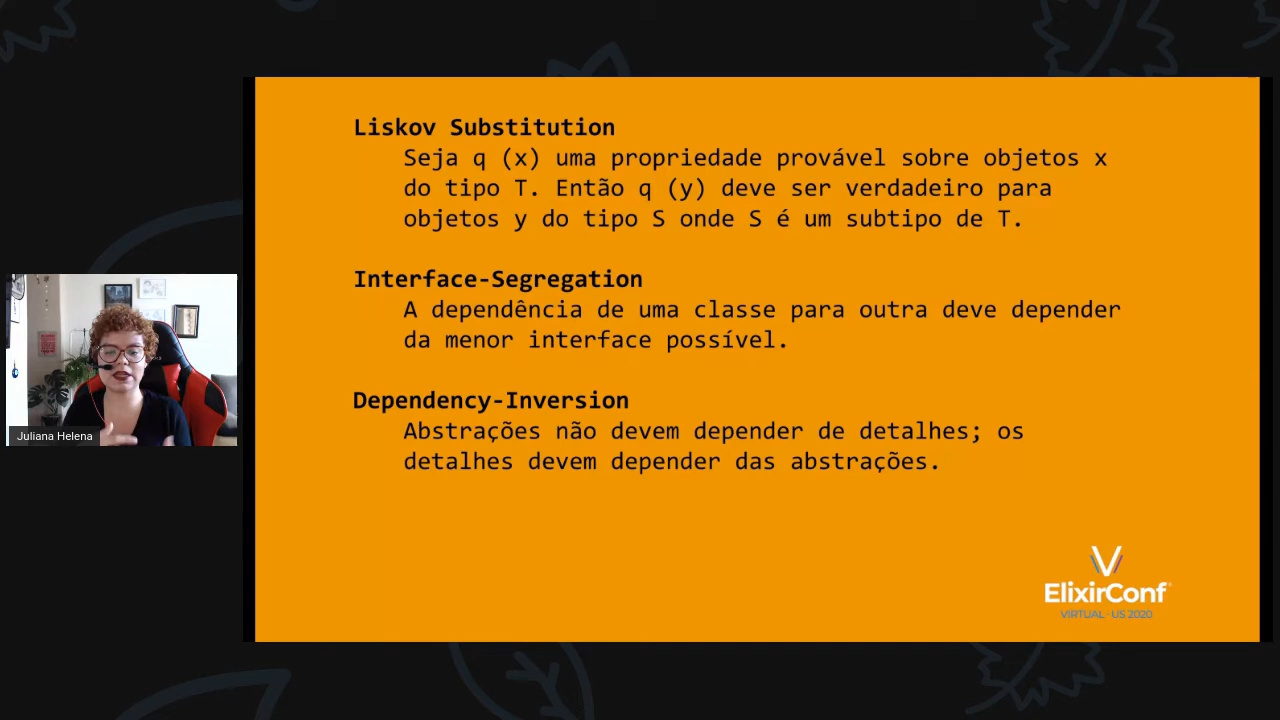 Liskov Substitution
Seja q (x) uma propriedade provável sobre objetos x
do tipo T. Então q (y) deve ser verdadeiro para
objetos y do tipo S onde S é um subtipo de T.
Interface-Segregation
A dependência de uma classe para outra deve depender
da menor interface possível.
Dependency-Inversion
Abstrações não devem depender de detalhes; os
detalhes devem depender das abstrações.
Juliana Helena
ElixirConf
VIRTUAL · US 2020